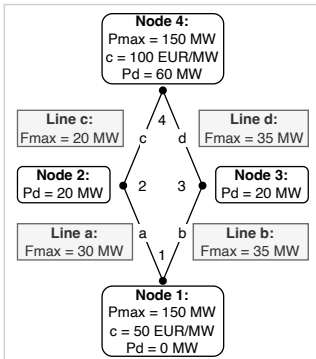 Node 4:
Pmax = 150 MW
c = 100 EUR/MW
Pd = 60 MW
Line c:
Fmax = 20 MW
4
c
d
Line d:
Fmax = 35 MW
Node 2:
Pd = 20 MW
2
3
Node 3:
Pd = 20 MW
Line a:
Fmax = 30 MW
a
b
1
Line b:
Fmax = 35 MW
Node 1:
Pmax = 150 MW
c = 50 EUR/MW
Pd = 0 MW